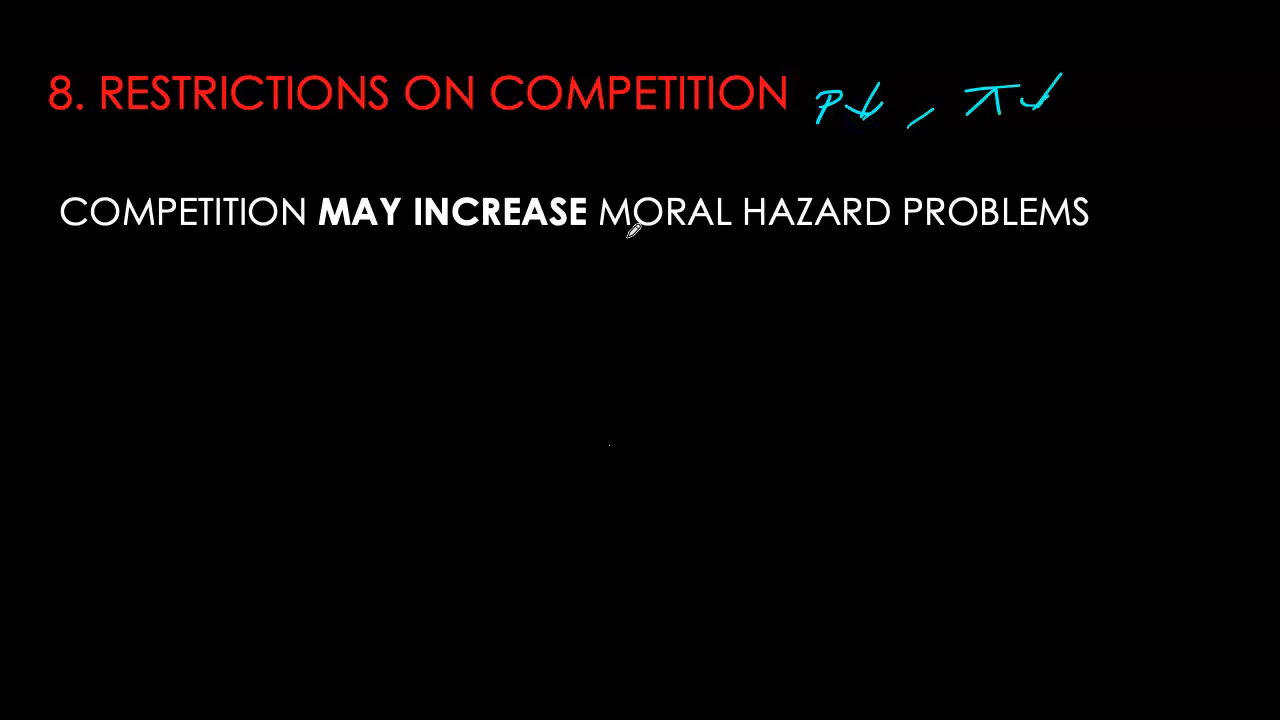 8. RESTRICTIONS ON COMPETITION P↓, π↓
COMPETITION MAY INCREASE MORAL HAZARD PROBLEMS